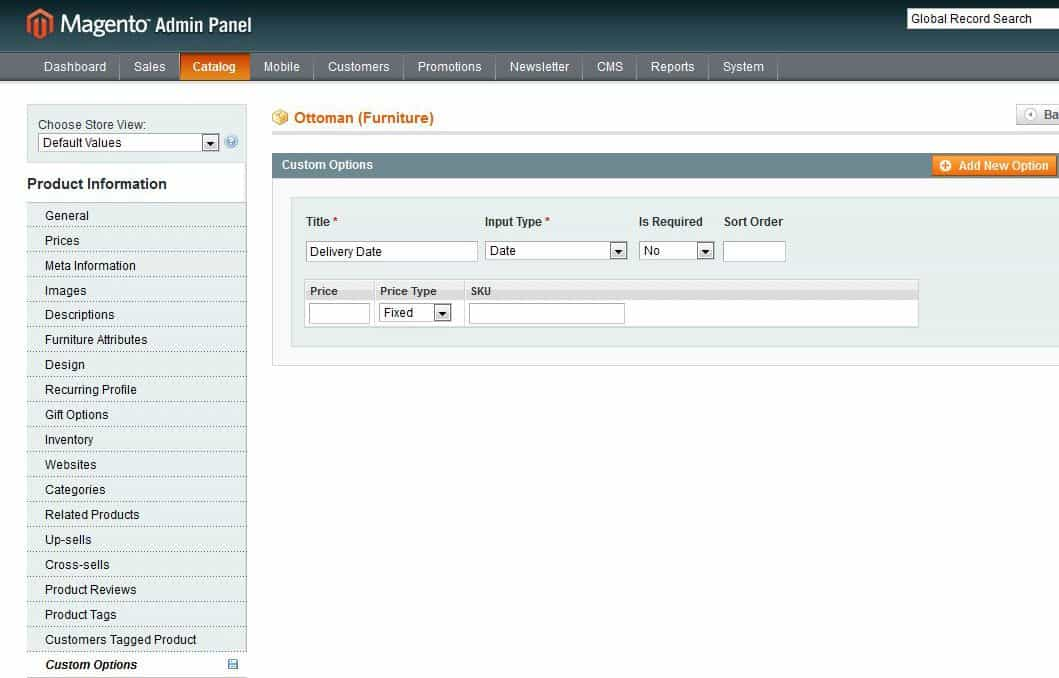 Magento Admin Panel
Global Record Search
Dashboard Sales Catalog Mobile Customers Promotions Newsletter CMS Reports System
Choose Store View:
Default Values
Product Information
General
Prices
Meta Information
Images
Descriptions
Furniture Attributes
Design
Recurring Profile
Gift Options
Inventory
Websites
Categories
Related Products
Up-sells
Cross-sells
Product Reviews
Product Tags
Customers Tagged Product
Custom Options
Ottoman (Furniture)
Ba
Custom Options
Add New Option
Title * Input Type * Is Required Sort Order
Delivery Date Date No
Price Price Type SKU
Fixed